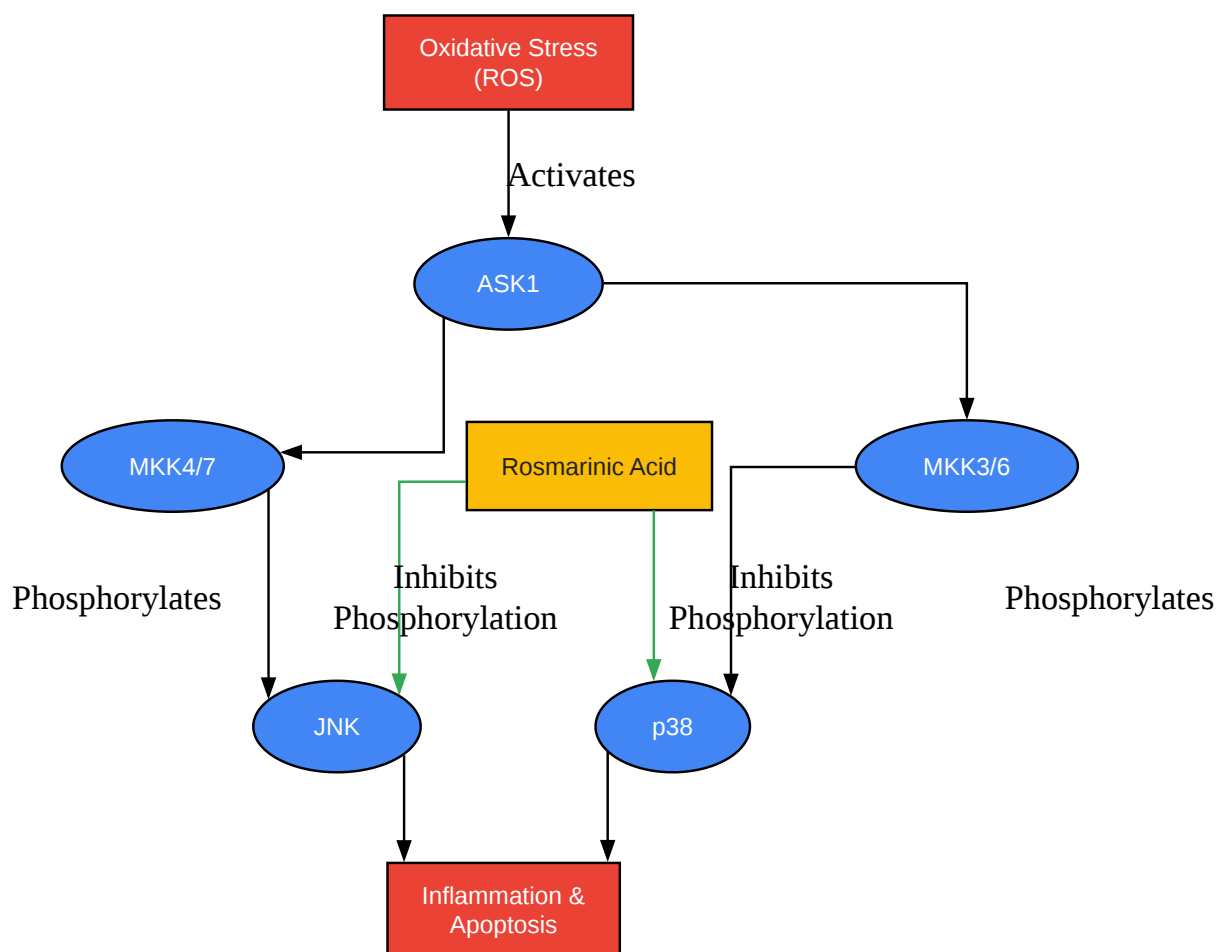 Oxidative Stress
(ROS)
Activates
ASK1
MKK4/7
Rosmarinic Acid
MKK3/6
Phosphorylates
Inhibits
Phosphorylation
Inhibits
Phosphorylation
Phosphorylates
JNK
p38
Inflammation &
Apoptosis